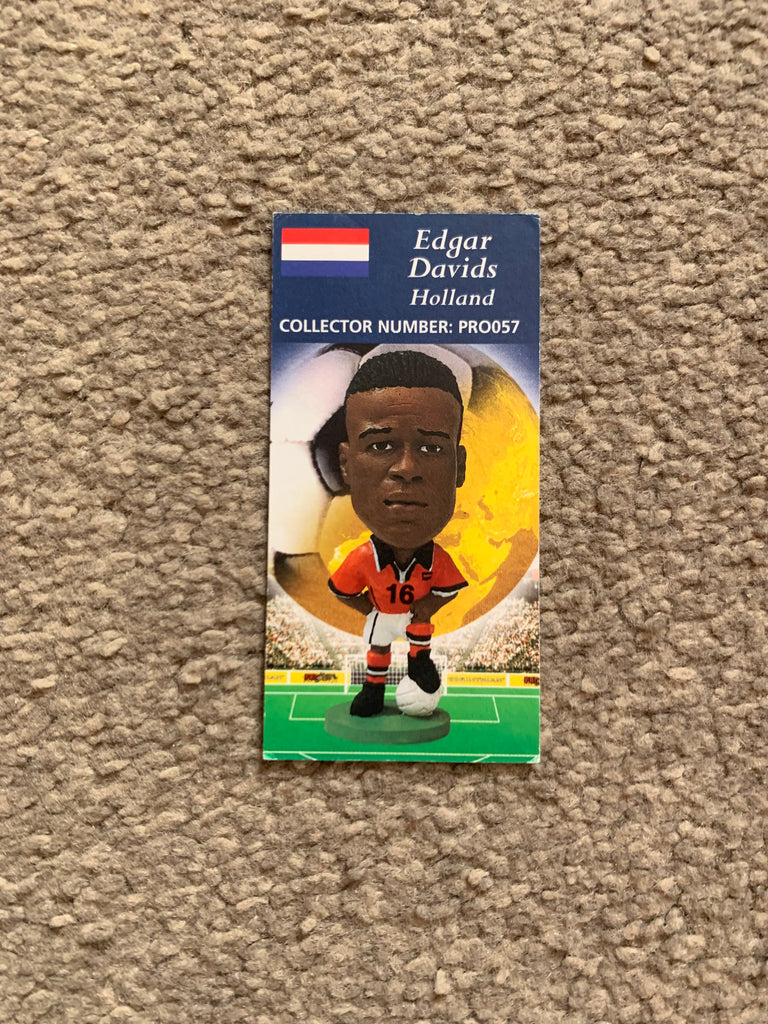 Edgar
Davids
Holland
COLLECTOR NUMBER: PRO057
16